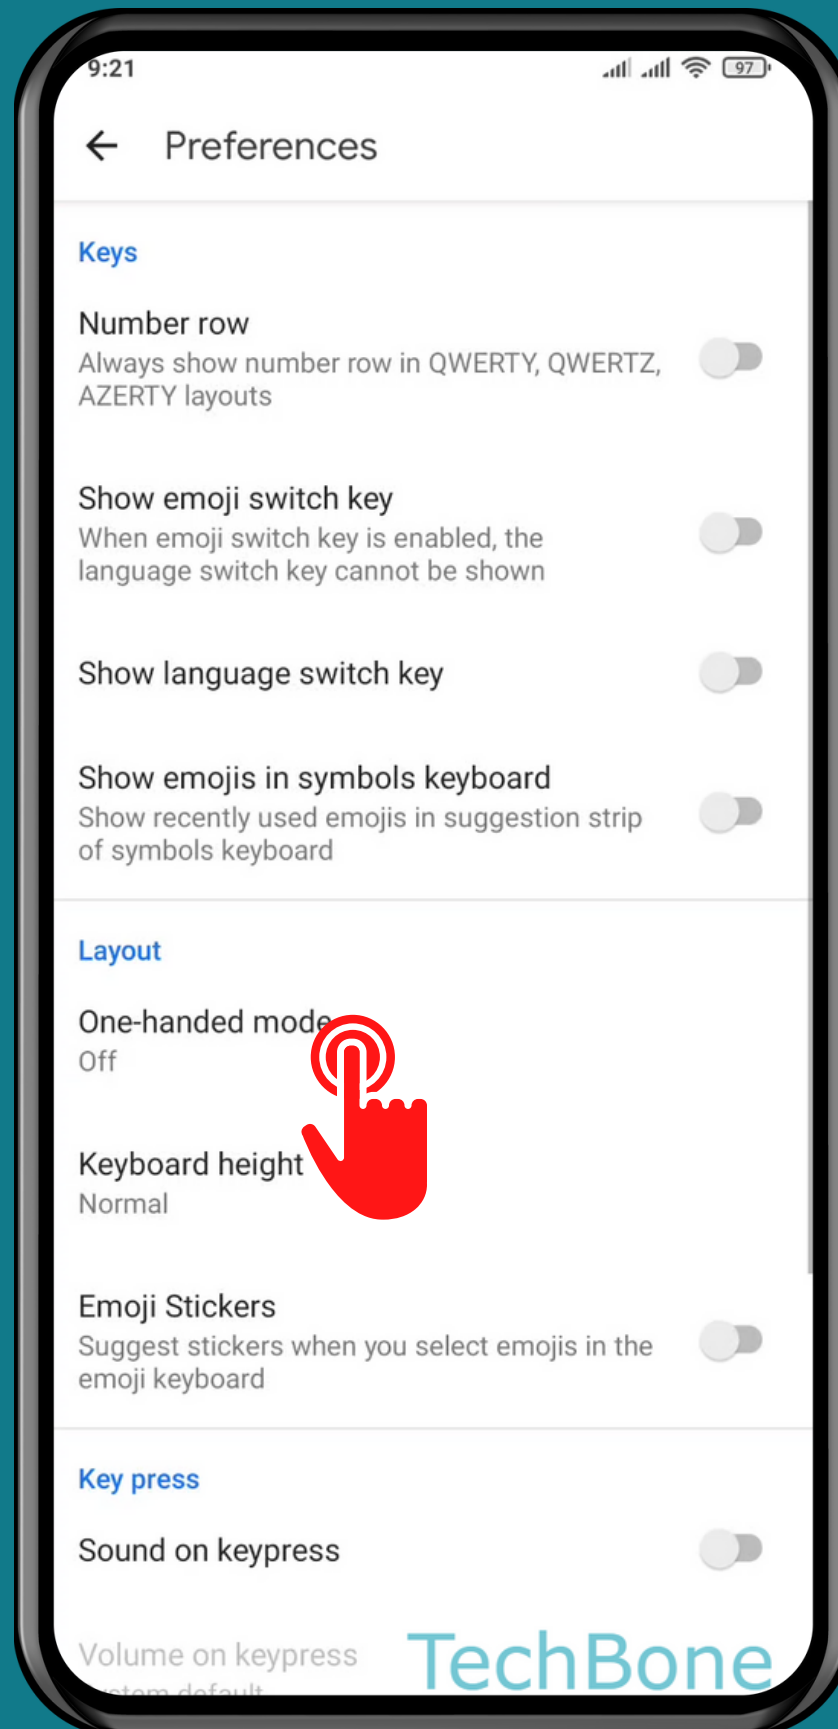 9:21
97
Preferences
Keys
Number row
Always show number row in QWERTY, QWERTZ,
AZERTY layouts
Show emoji switch key
When emoji switch key is enabled, the
language switch key cannot be shown
Show language switch key
Show emojis in symbols keyboard
Show recently used emojis in suggestion strip
of symbols keyboard
Layout
One-handed mode
Off
Keyboard height
Normal
Emoji Stickers
Suggest stickers when you select emojis in the
emoji keyboard
Key press
Sound on keypress
Volume on keypress
System default
TechBone